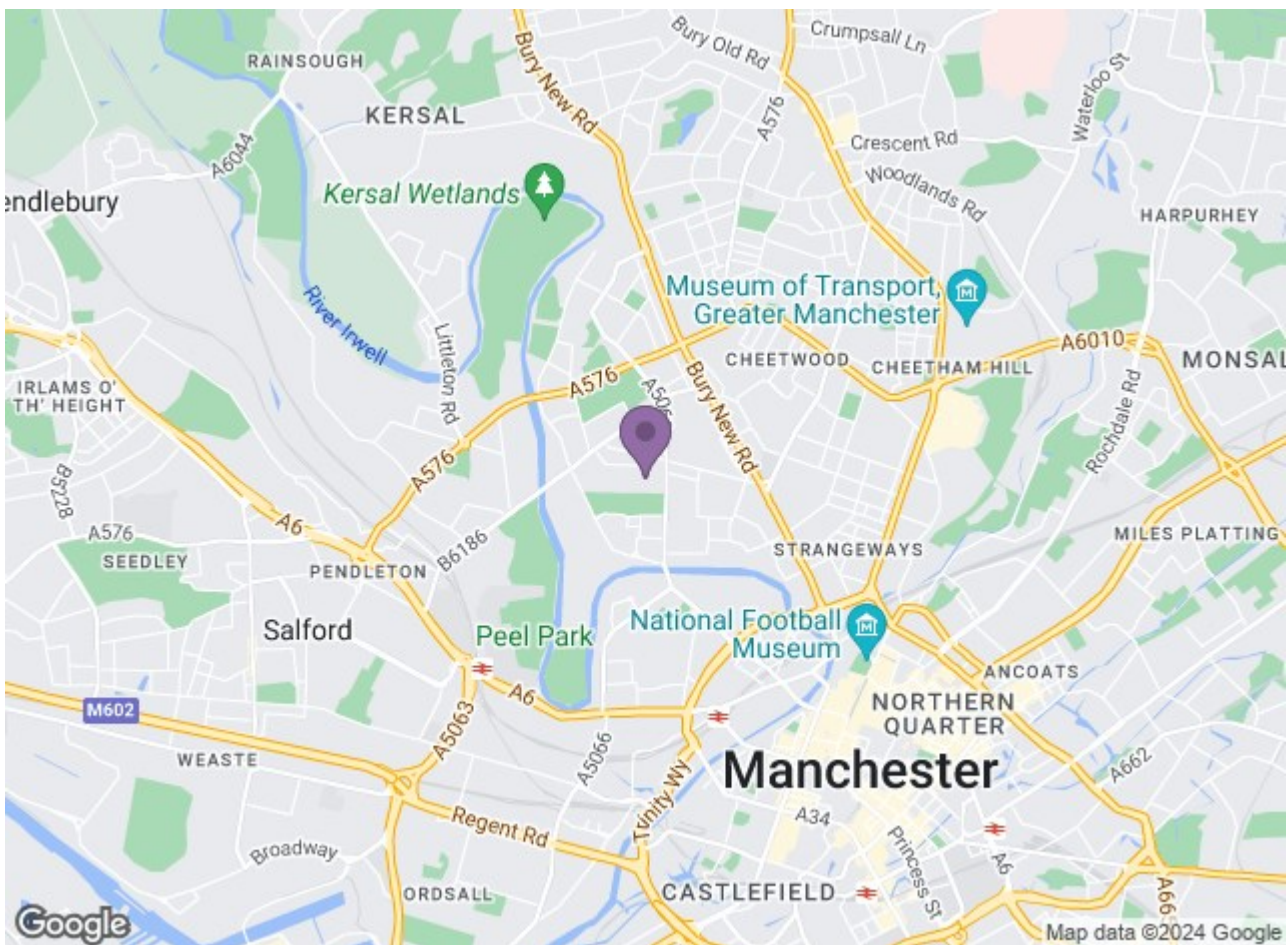 RAINSOUGH
Bury New Rd
Bury Old Rd
Crumpsall Ln
A576
Waterloo St
KERSAL
A6044
Crescent Rd
Kersal Wetlands
Woodlands Rd
endlebury
HARPURHEY
River Irwell
Museum of Transport,
Greater Manchester
Littleton Rd
CHEETWOOD
A6010
MONSAL
CHEETHAM HILL
IRLAMS O'
TH' HEIGHT
A576
A506
Bury New Rd
Rochdale Rd
B5228
A576
A6
A576
SEEDLEY
B6186
PENDLETON
STRANGEWAYS
MILES PLATTING
Salford
Peel Park
National Football
Museum
ANCOATS
M602
A6
NORTHERN
QUARTER
A5063
WEASTE
A5066
Trinity Wy
Manchester
A662
Regent Rd
A34
Broadway
Princess St
A6
ORDSALL
CASTLEFIELD
A665
Google
Map data ©2024 Google